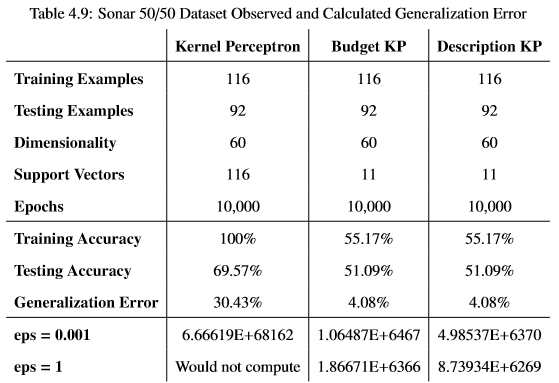 Table 4.9: Sonar 50/50 Dataset Observed and Calculated Generalization Error
Kernel Perceptron Budget KP Description KP
Training Examples 116 116 116
Testing Examples 92 92 92
Dimensionality 60 60 60
Support Vectors 116 11 11
Epochs 10,000 10,000 10,000
Training Accuracy 100% 55.17% 55.17%
Testing Accuracy 69.57% 51.09% 51.09%
Generalization Error 30.43% 4.08% 4.08%
eps = 0.001 6.66619E+68162 1.06487E+6467 4.98537E+6370
eps = 1 Would not compute 1.86671E+6366 8.73934E+6269